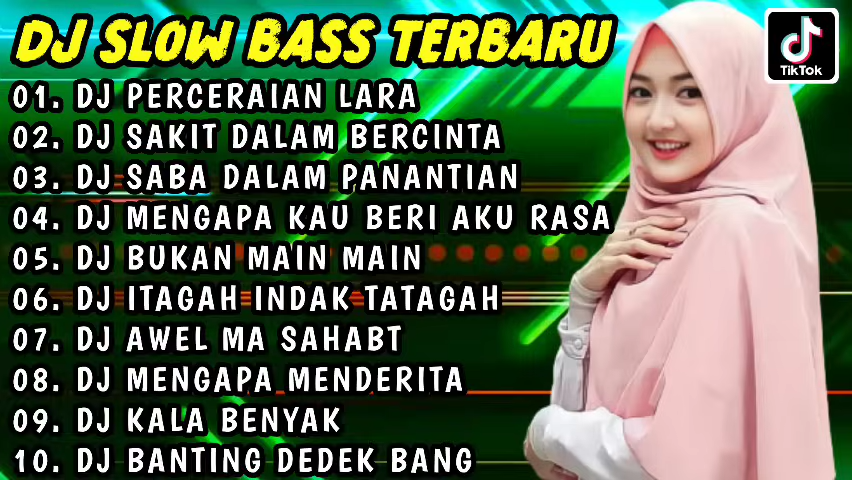 DJ SLOW BASS TERBARU
TikTok
01. DJ PERCERAIAN LARA
02. DJ SAKIT DALAM BERCINTA
03. DJ SABA DALAM PANANTIAN
04. DJ MENGAPA KAU BERI AKU RASA
05. DJ BUKAN MAIN MAIN
06. DJ ITAGAH INDAK TATAGAH
07. DJ AWEL MA SAHABT
08. DJ MENGAPA MENDERITA
09. DJ KALA BENYAK
10. DJ BANTING DEDEK BANG